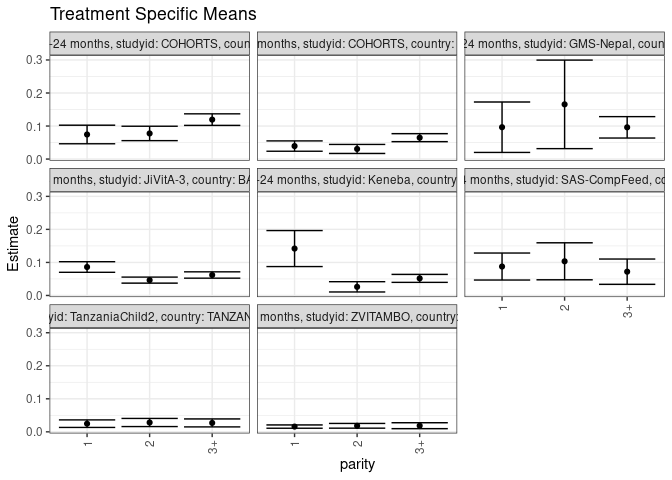 Treatment Specific Means
-24 months, studyid: COHORTS, coun
months, studyid: COHORTS, country:
24 months, studyid: GMS-Nepal, coun
0.3
0.2
0.1
0.0
months, studyid: JiVitA-3, country: BA
-24 months, studyid: Keneba, country
months, studyid: SAS-CompFeed, co
0.3
0.2
0.1
0.0
Estimate
1
2
3+
yid: TanzaniaChild2, country: TANZAN
months, studyid: ZVITAMBO, country:
0.3
0.2
0.1
0.0
1
2
3+
1
2
3+
parity